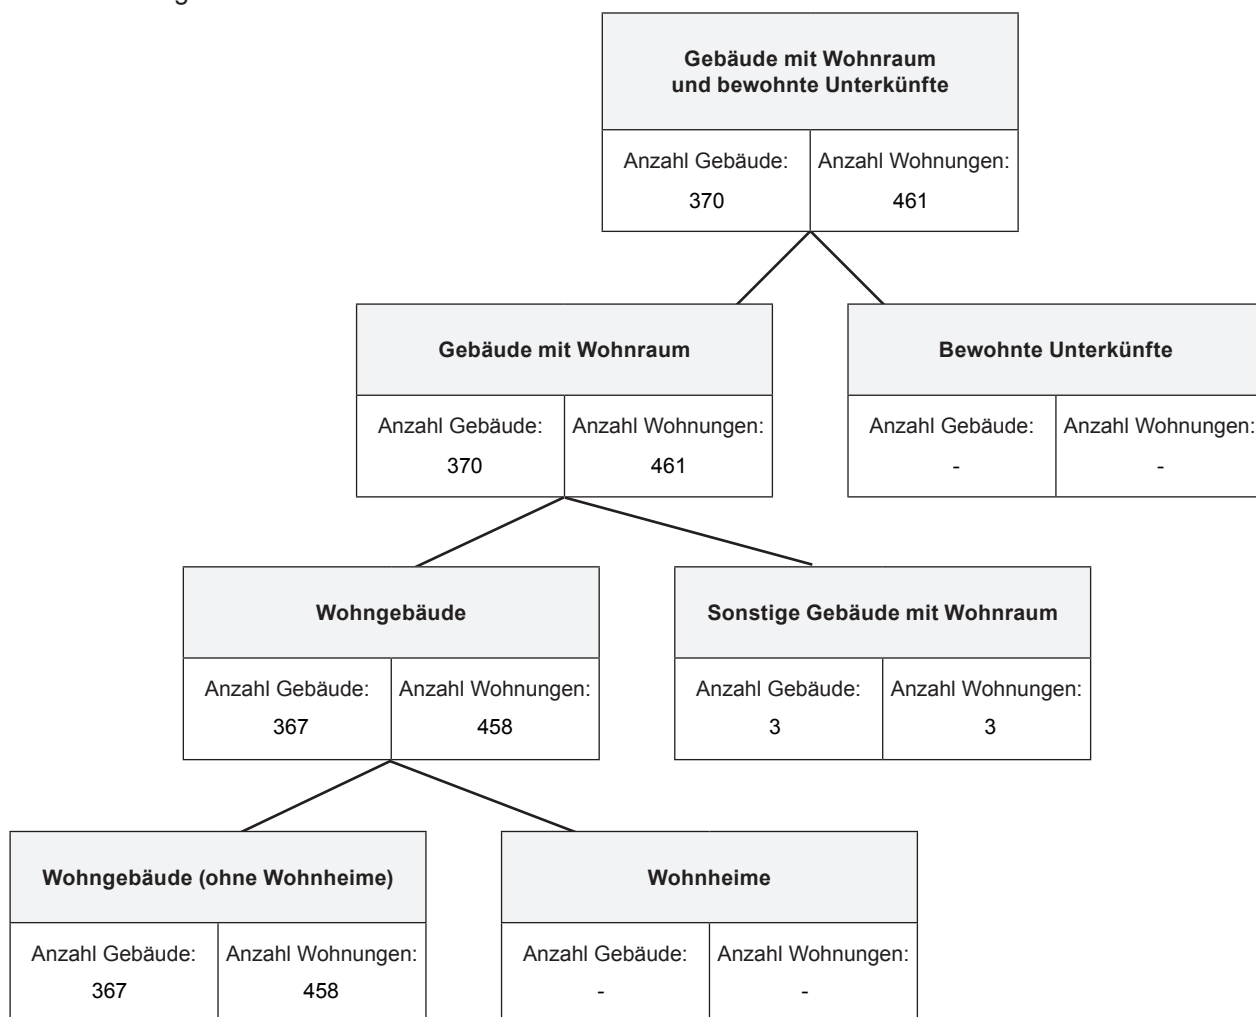 Gebäude mit Wohnraum
und bewohnte Unterkünfte
Anzahl Gebäude:
370
Anzahl Wohnungen:
461
Gebäude mit Wohnraum
Anzahl Gebäude:
370
Anzahl Wohnungen:
461
Bewohnte Unterkünfte
Anzahl Gebäude:
-
Anzahl Wohnungen:
-
Wohngebäude
Anzahl Gebäude:
367
Anzahl Wohnungen:
458
Sonstige Gebäude mit Wohnraum
Anzahl Gebäude:
3
Anzahl Wohnungen:
3
Wohngebäude (ohne Wohnheime)
Anzahl Gebäude:
367
Anzahl Wohnungen:
458
Wohnheime
Anzahl Gebäude:
-
Anzahl Wohnungen:
-